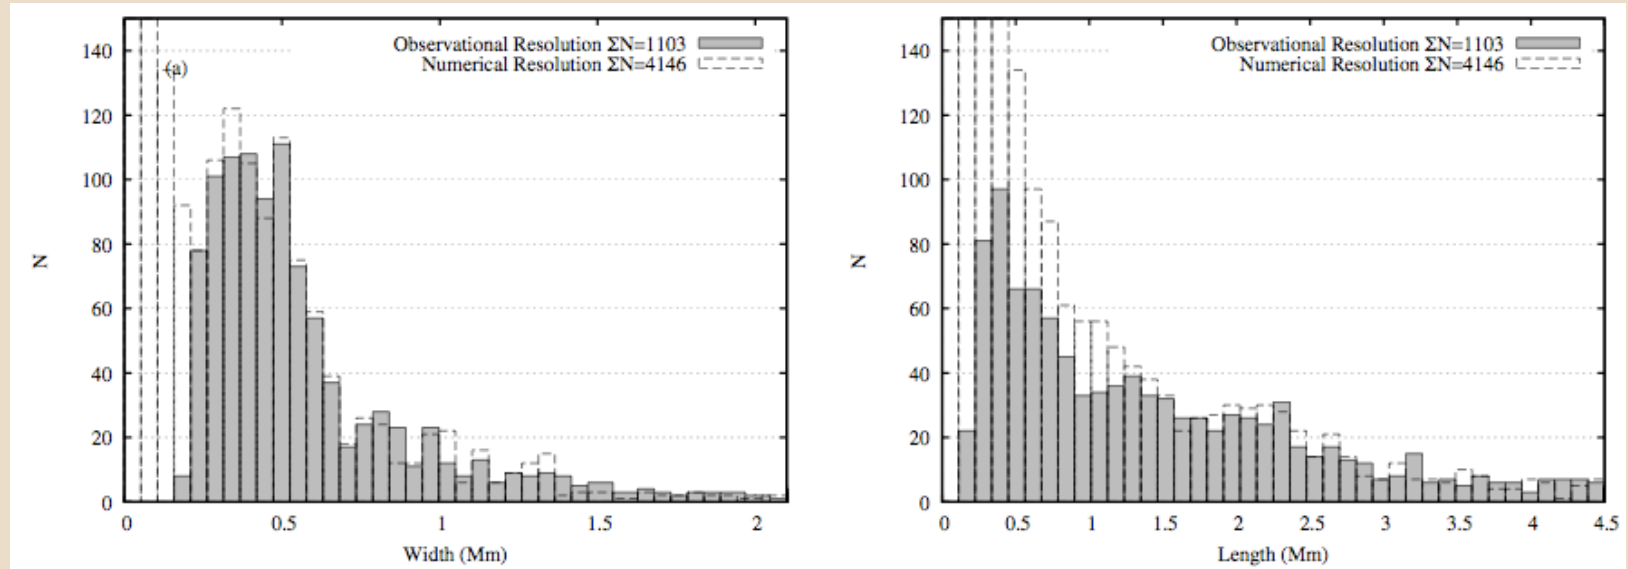 140
120
100
80
60
40
20
0
N
(a)
Observational Resolution ΣN=1103
Numerical Resolution ΣN=4146
0 0.5 1 1.5 2
Width (Mm)
140
120
100
80
60
40
20
0
N
Observational Resolution ΣN=1103
Numerical Resolution ΣN=4146
0 0.5 1 1.5 2 2.5 3 3.5 4 4.5
Length (Mm)